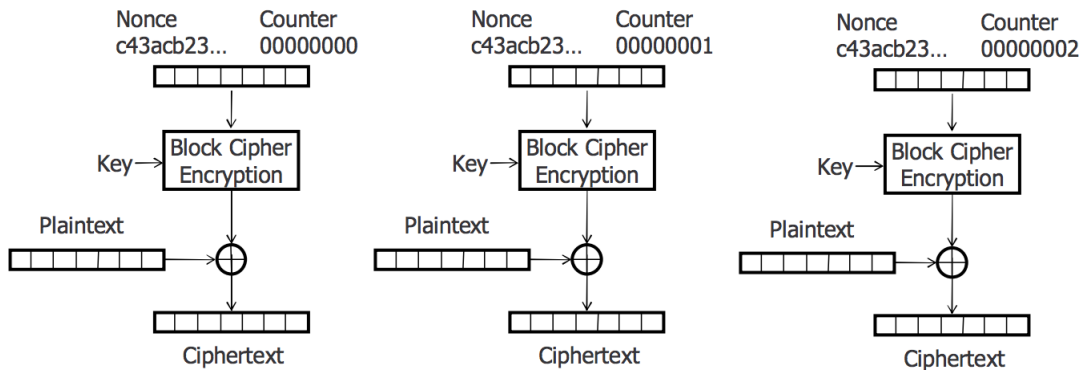 Nonce
c43acb23...
Counter
00000000
Key
Block Cipher
Encryption
Plaintext
Ciphertext
Nonce
c43acb23...
Counter
00000001
Key
Block Cipher
Encryption
Plaintext
Ciphertext
Nonce
c43acb23...
Counter
00000002
Key
Block Cipher
Encryption
Plaintext
Ciphertext